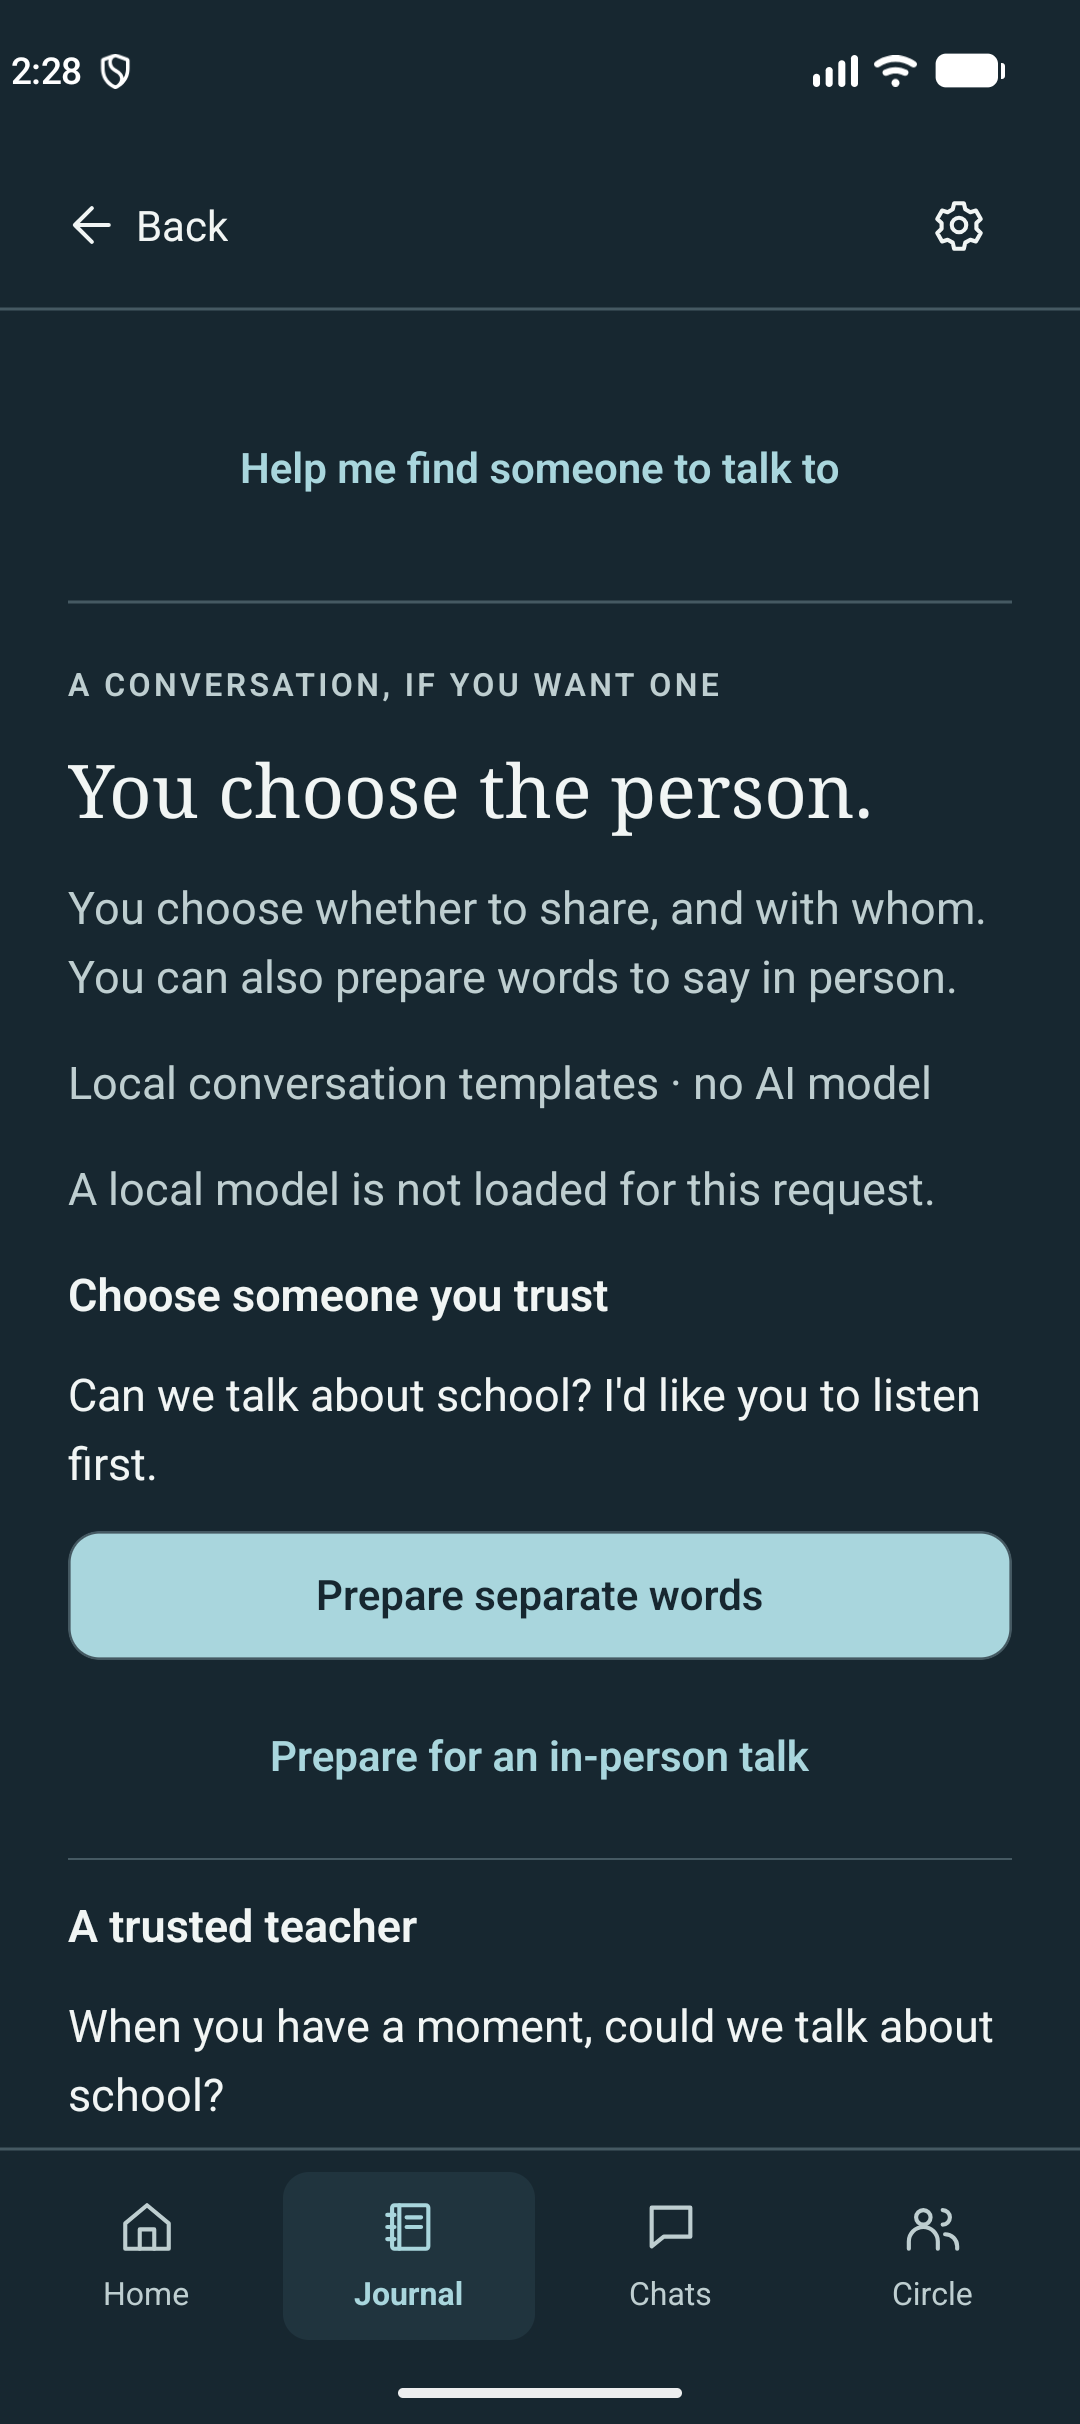 2:28
Back
Help me find someone to talk to
A CONVERSATION, IF YOU WANT ONE
You choose the person.
You choose whether to share, and with whom.
You can also prepare words to say in person.
Local conversation templates · no AI model
A local model is not loaded for this request.
Choose someone you trust
Can we talk about school? I'd like you to listen
first.
Prepare separate words
Prepare for an in-person talk
A trusted teacher
When you have a moment, could we talk about
school?
Home
Journal
Chats
Circle